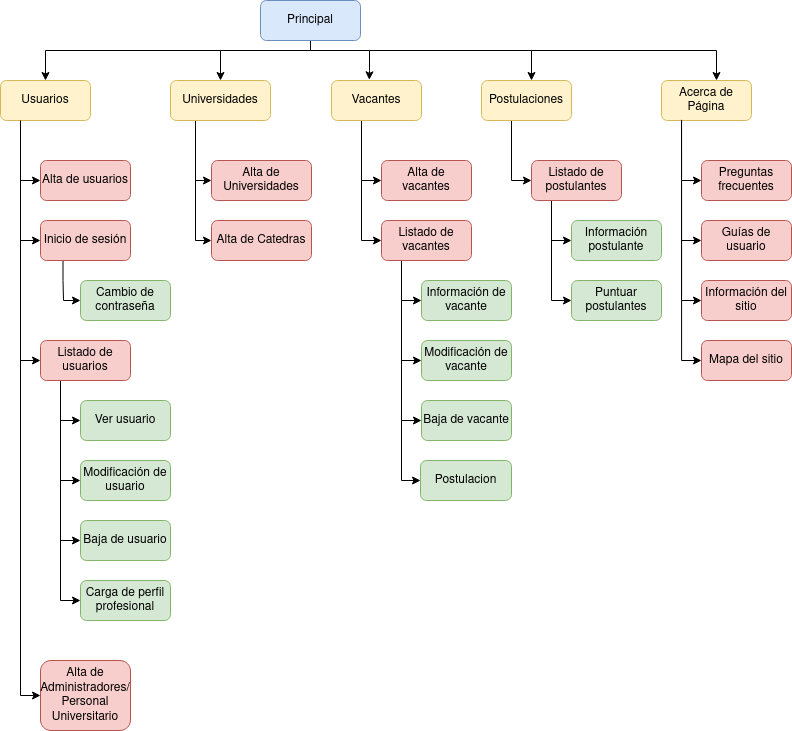 Principal
Usuarios
Universidades
Vacantes
Postulaciones
Acerca de
Página
Alta de usuarios
Inicio de sesión
Cambio de
contraseña
Listado de
usuarios
Ver usuario
Modificación de
usuario
Baja de usuario
Carga de perfil
profesional
Alta de
Administradores/
Personal
Universitario
Alta de
Universidades
Alta de Catedras
Alta de
vacantes
Listado de
vacantes
Información de
vacante
Modificación de
vacante
Baja de vacante
Postulacion
Listado de
postulantes
Información
postulante
Puntuar
postulantes
Preguntas
frecuentes
Guías de
usuario
Información del
sitio
Mapa del sitio